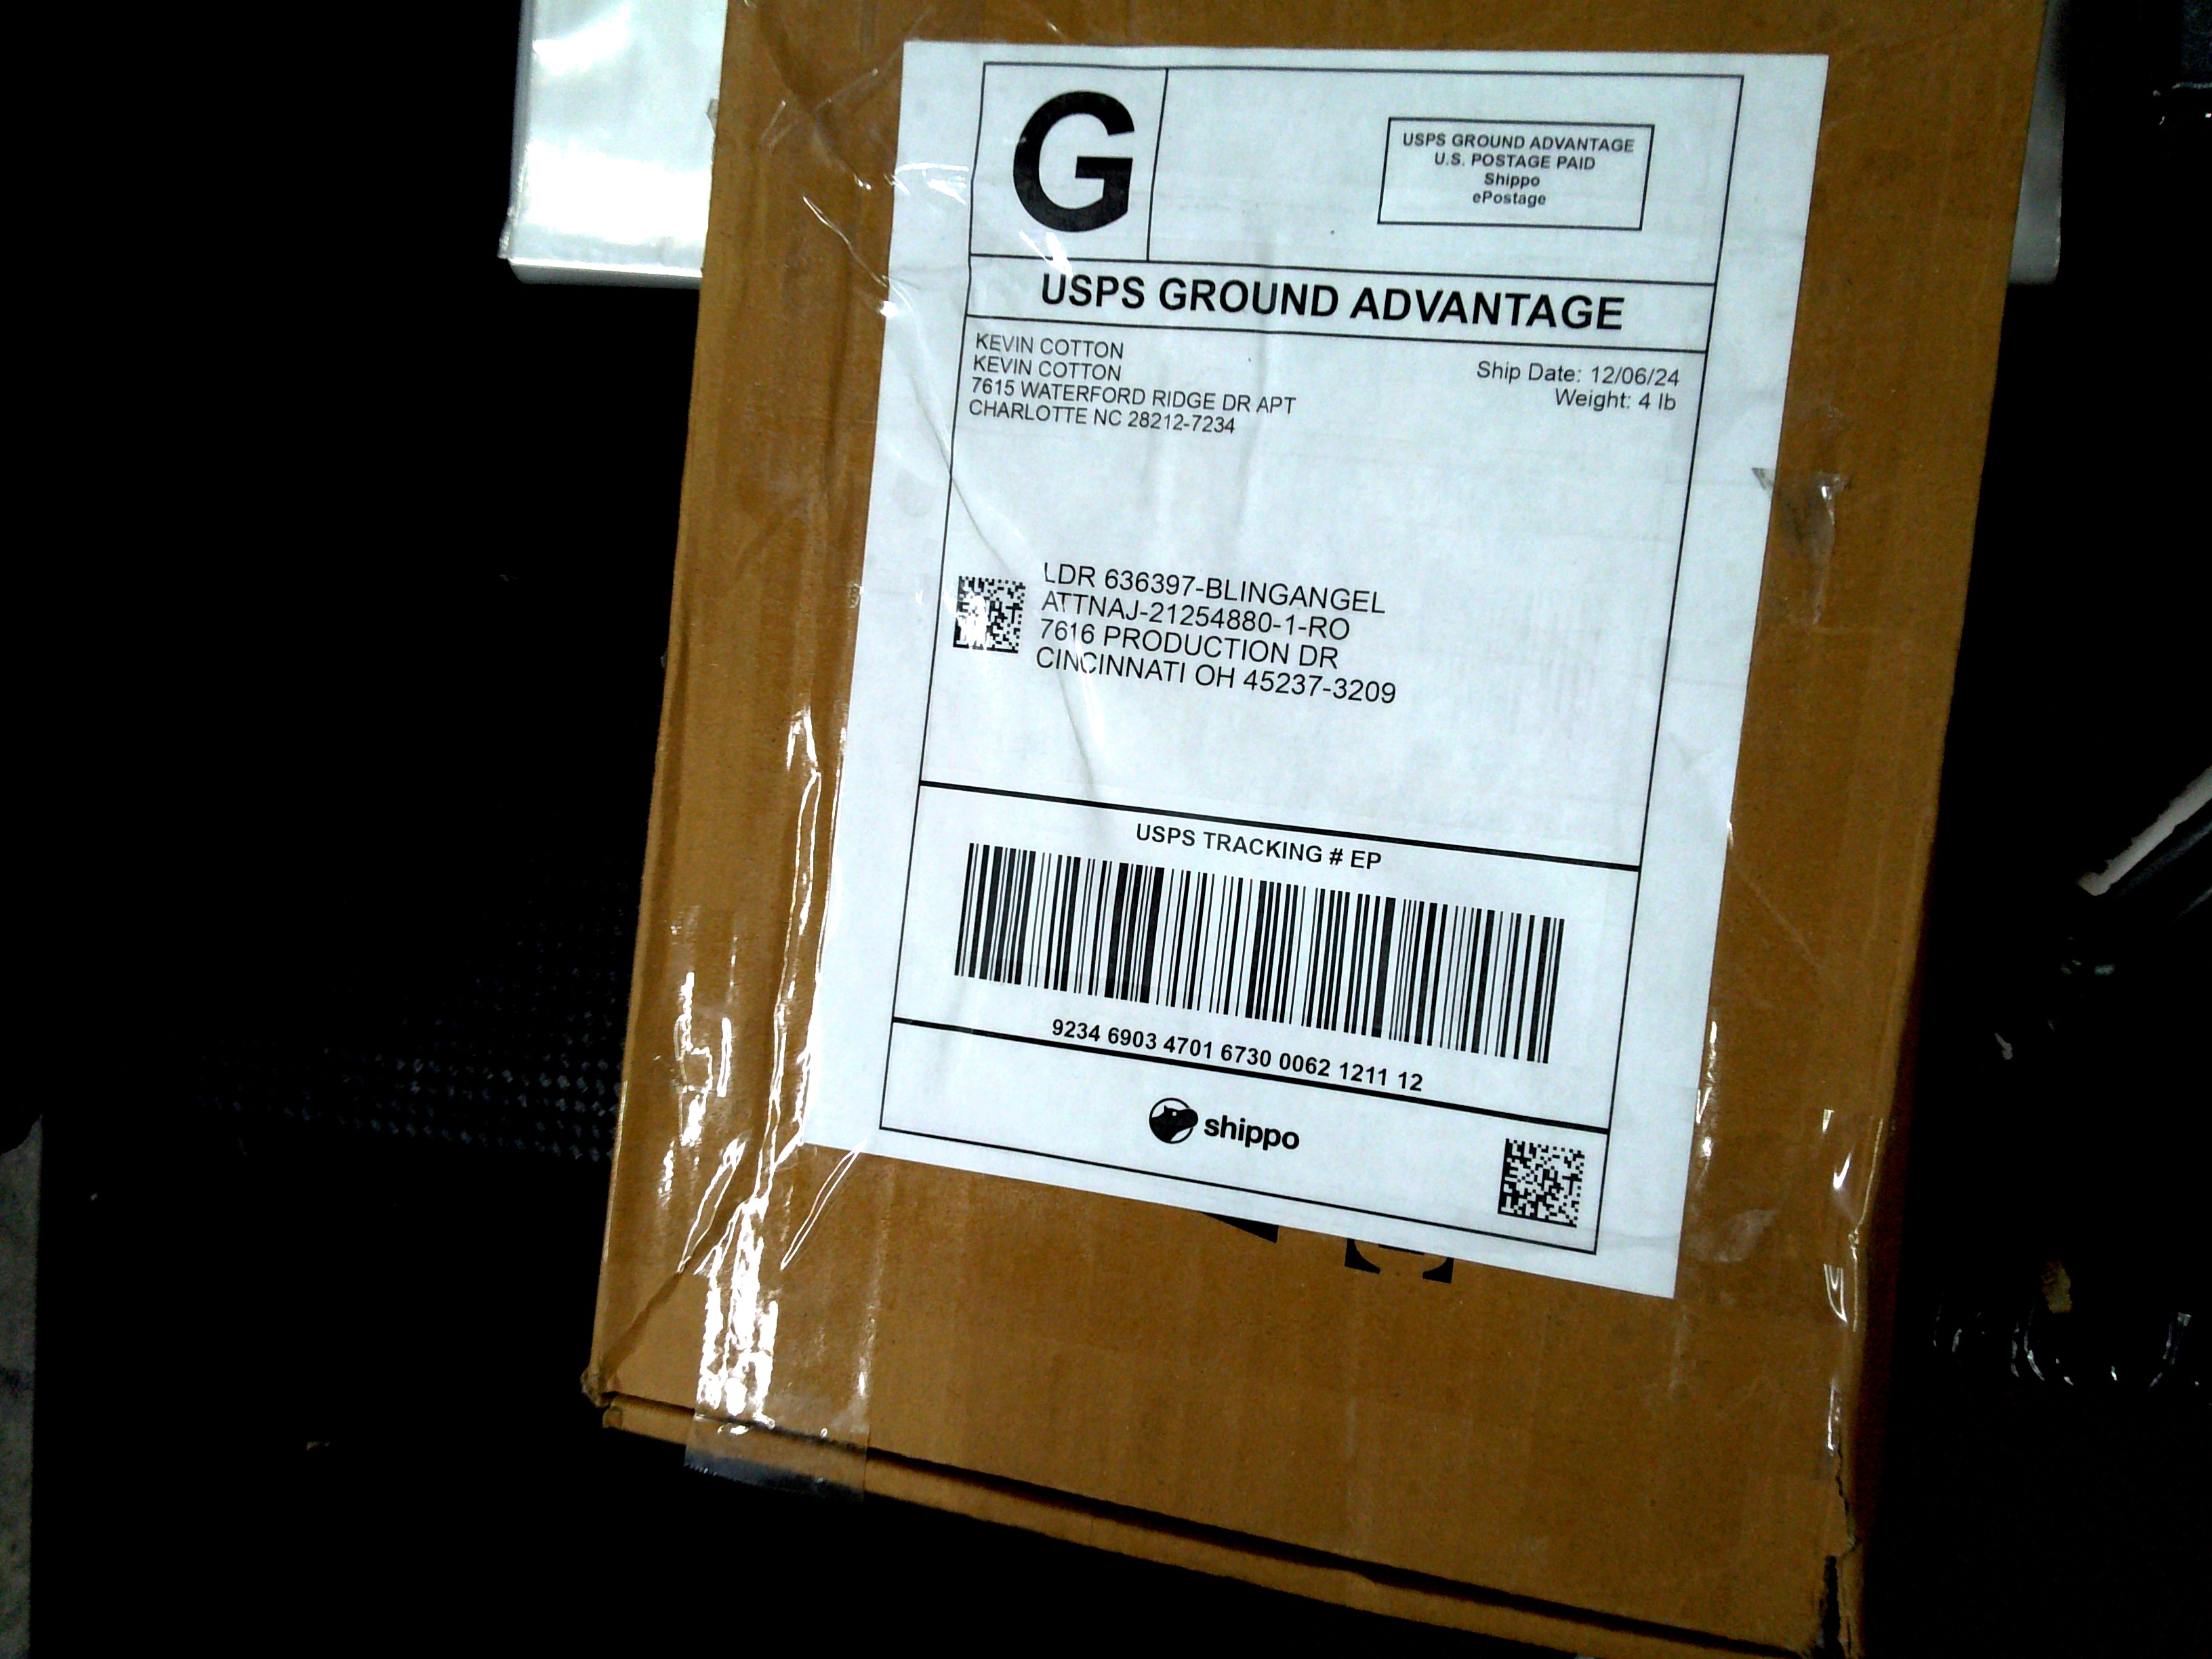 G
USPS GROUND ADVANTAGE
U.S. POSTAGE PAID
Shippo
ePostage
USPS GROUND ADVANTAGE
KEVIN COTTON
KEVIN COTTON
7615 WATERFORD RIDGE DR APT
CHARLOTTE NC 28212-7234
Ship Date: 12/06/24
Weight: 4 lb
LDR 636397-BLINGANGEL
ATTNAJ-21254880-1-RO
7616 PRODUCTION DR
CINCINNATI OH 45237-3209
USPS TRACKING # EP
9234 6903 4701 6730 0062 1211 12
shippo